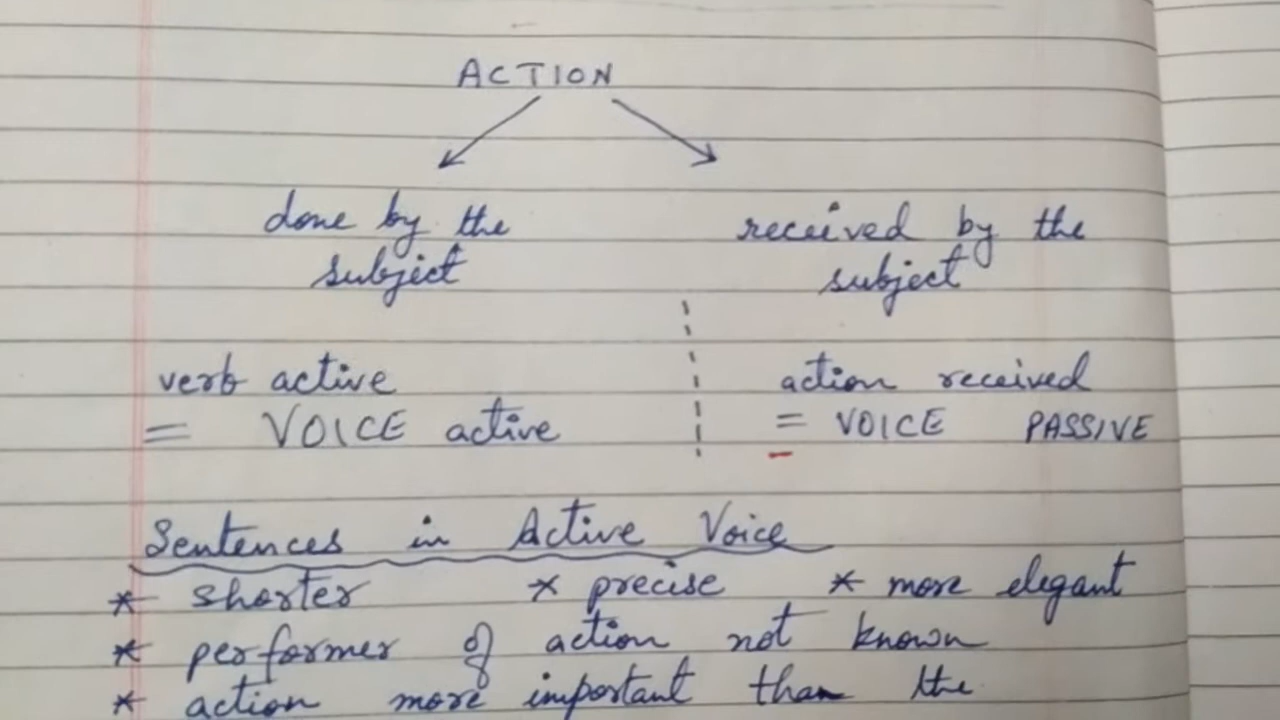 ACTION
done by the received by the
subject subject
verb active action received
= VOICE active = VOICE PASSIVE
Sentences in Active Voice
* shorter * precise * more elegant
* performer of action not known
* action more important than the